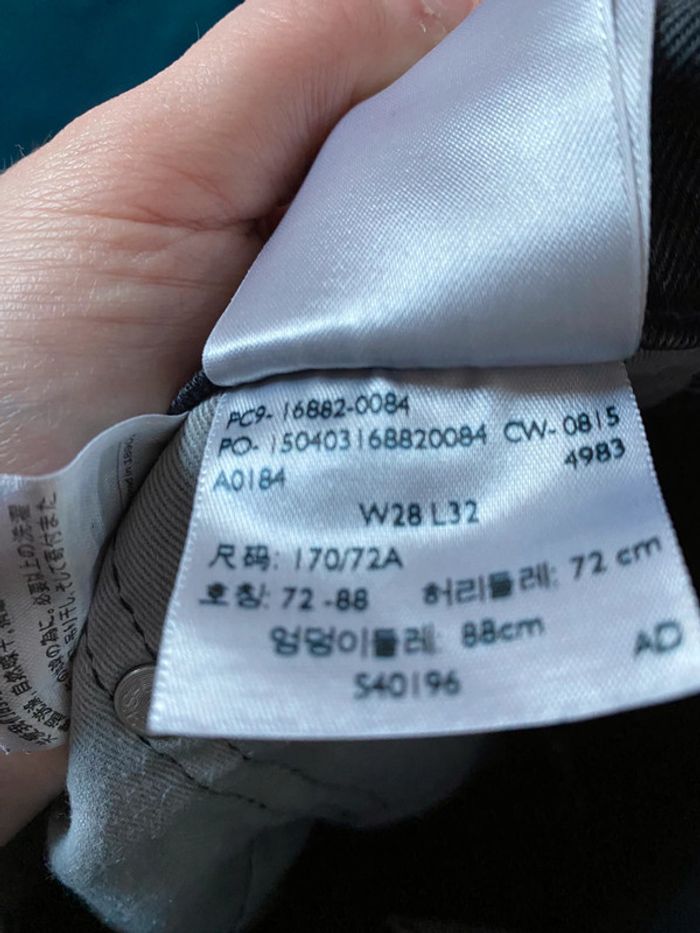 PC9- 16882-0084
PO- 150403168820084 CW- 0815
A0184 4983
W28 L32
尺码: 170/72A
호칭: 72 -88 허리둘레: 72 cm
엉덩이둘레: 88cm AD
S40196